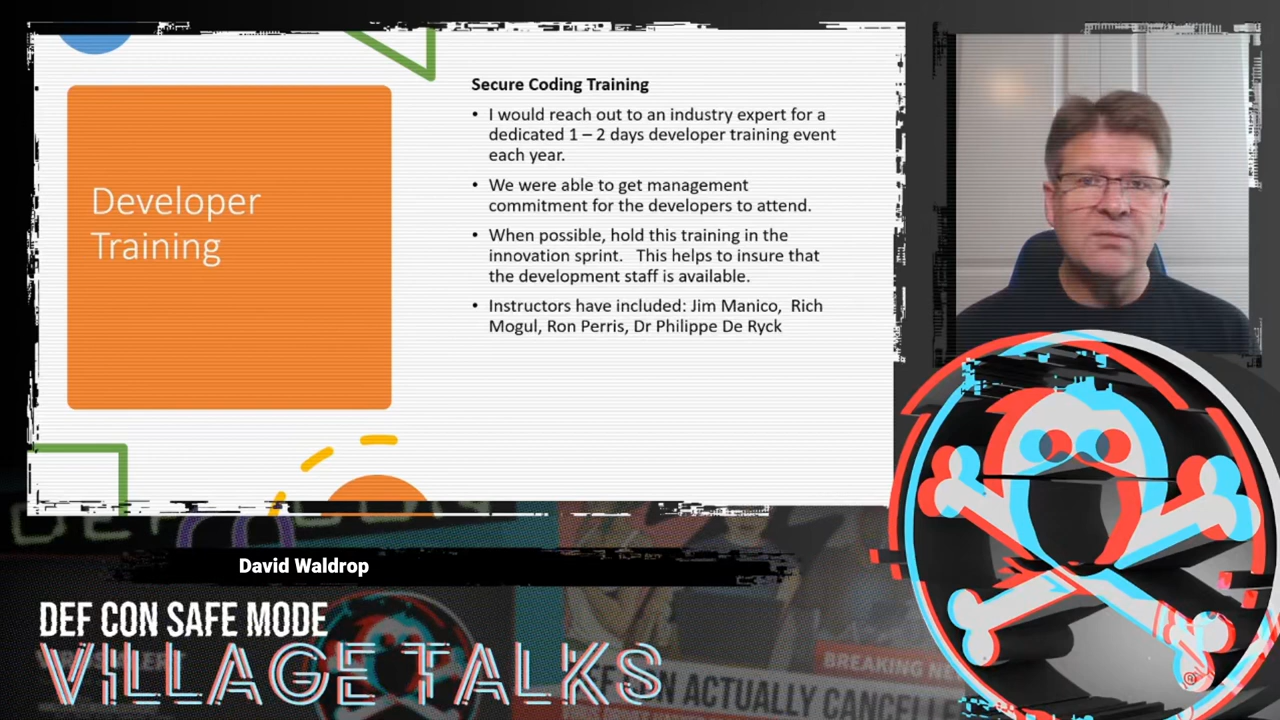 Developer
Training
Secure Coding Training
• I would reach out to an industry expert for a
dedicated 1 – 2 days developer training event
each year.
• We were able to get management
commitment for the developers to attend.
• When possible, hold this training in the
innovation sprint. This helps to insure that
the development staff is available.
• Instructors have included: Jim Manico, Rich
Mogul, Ron Perris, Dr Philippe De Ryck
David Waldrop
DEF CON SAFE MODE
VILLAGE TALKS
DEF CON
BREAKING NE
CON ACTUALLY CANCELLE